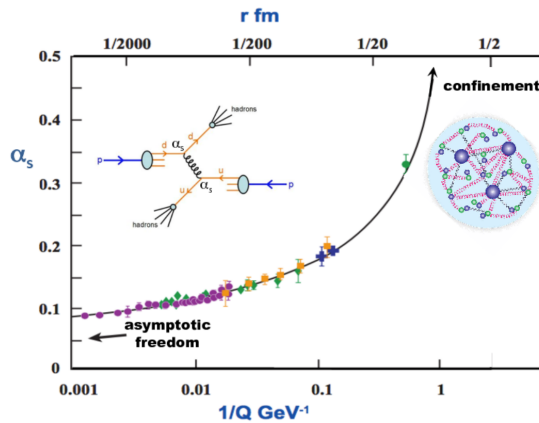 r fm
1/2000 1/200 1/20 1/2
0.5
0.4
0.3
0.2
0.1
0
αs
confinement
hadrons
d
αs
d
p
u
αs
u
p
hadrons
asymptotic
freedom
0.001 0.01 0.1 1
1/Q GeV⁻¹